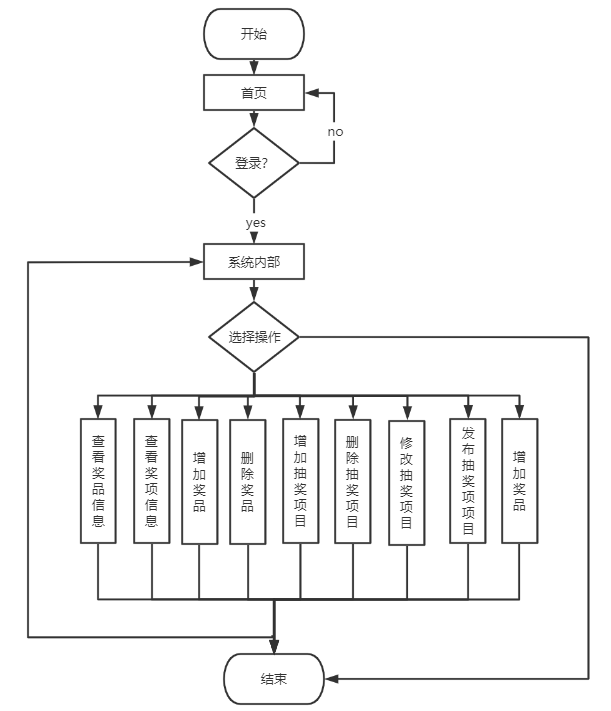 开始
首页
no
登录?
yes
系统内部
选择操作
查看奖品信息
查看奖项信息
增加奖品
删除奖品
增加抽奖项目
删除抽奖项目
修改抽奖项目
发布抽奖项项目
增加奖品
结束